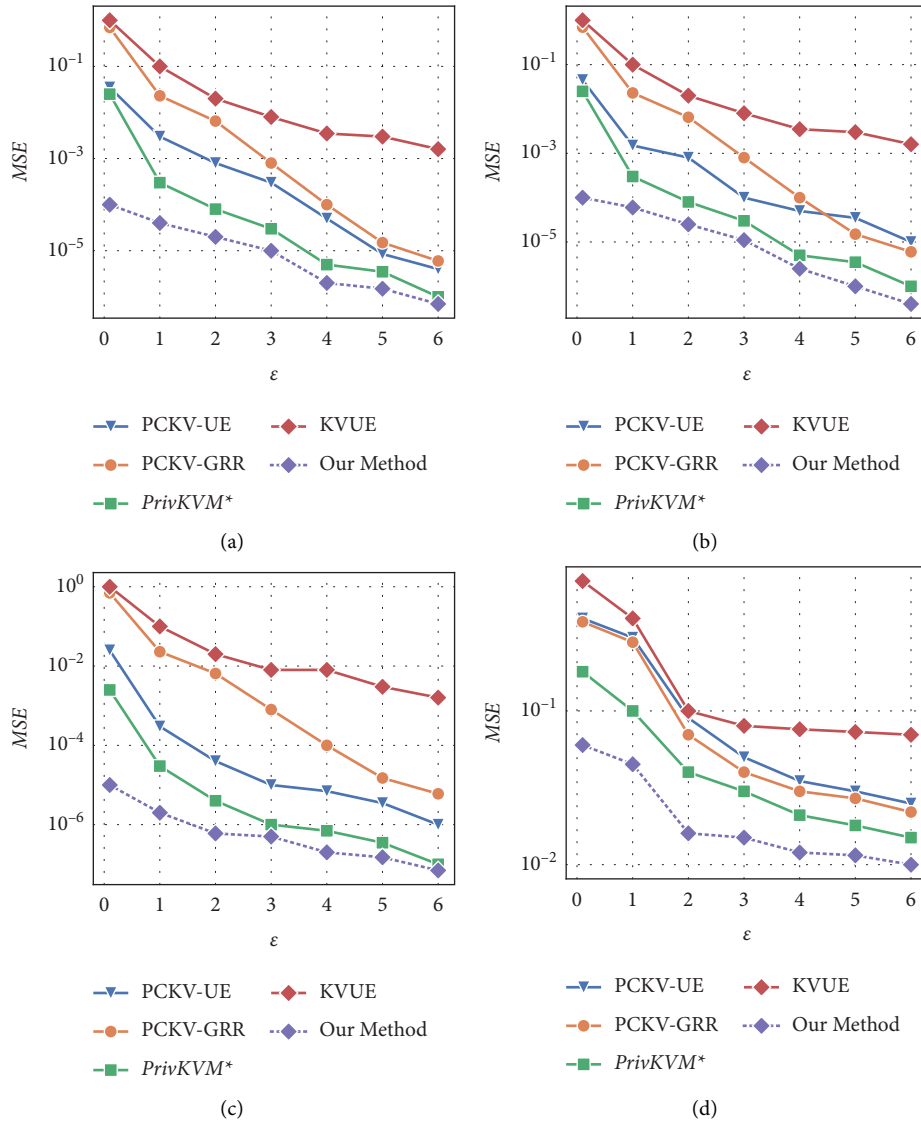 10⁻¹
10⁻³
10⁻⁵
MSE
0 1 2 3 4 5 6
ε
PCKV-UE
KVUE
PCKV-GRR
Our Method
PrivKVM*
(a)
10⁻¹
10⁻³
10⁻⁵
MSE
0 1 2 3 4 5 6
ε
PCKV-UE
KVUE
PCKV-GRR
Our Method
PrivKVM*
(b)
10⁰
10⁻²
10⁻⁴
10⁻⁶
MSE
0 1 2 3 4 5 6
ε
PCKV-UE
KVUE
PCKV-GRR
Our Method
PrivKVM*
(c)
10⁻¹
10⁻²
MSE
0 1 2 3 4 5 6
ε
PCKV-UE
KVUE
PCKV-GRR
Our Method
PrivKVM*
(d)